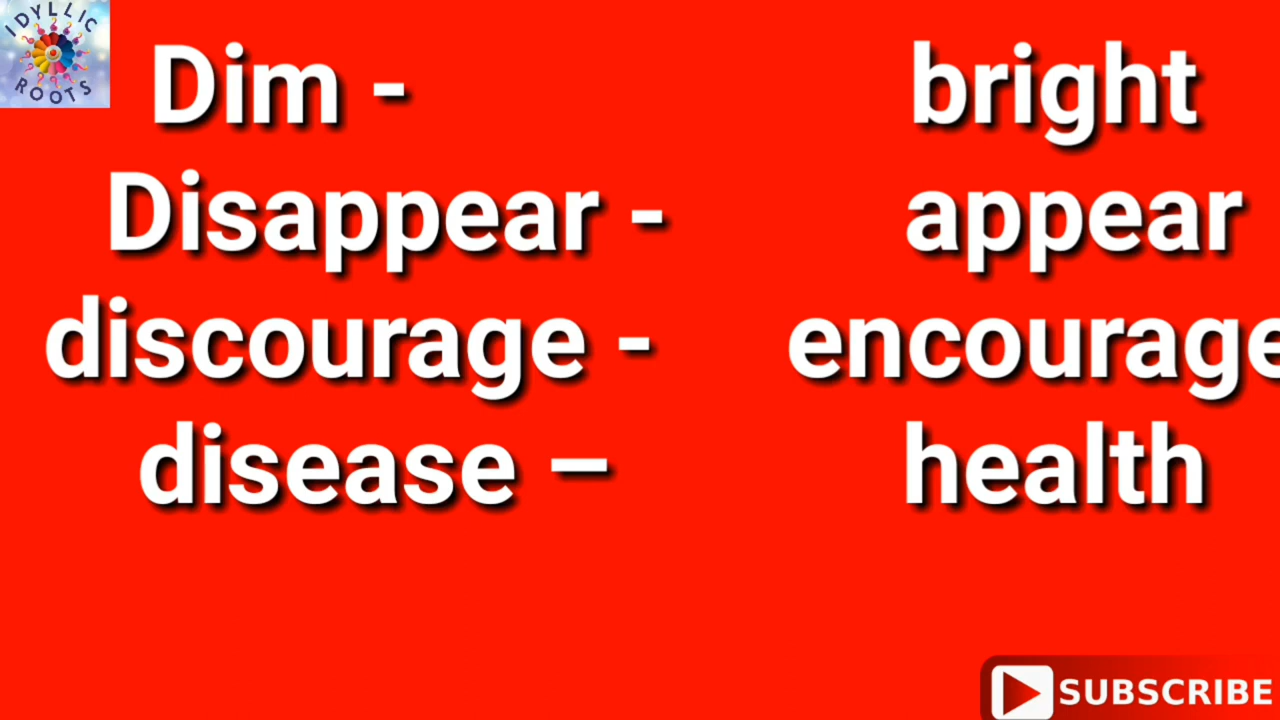 IDYLLIC
ROOTS
Dim - bright
Disappear - appear
discourage - encourage
disease – health
SUBSCRIBE